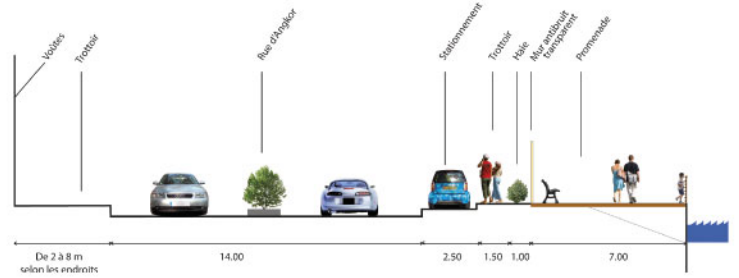 Voûtes
Trottoir
Rue d'Angkor
Stationnement
Trottoir
Haie
Mur antibruit
transparent
Promenade
De 2 à 8 m
selon les endroits
14.00
2.50
1.50
1.00
7.00